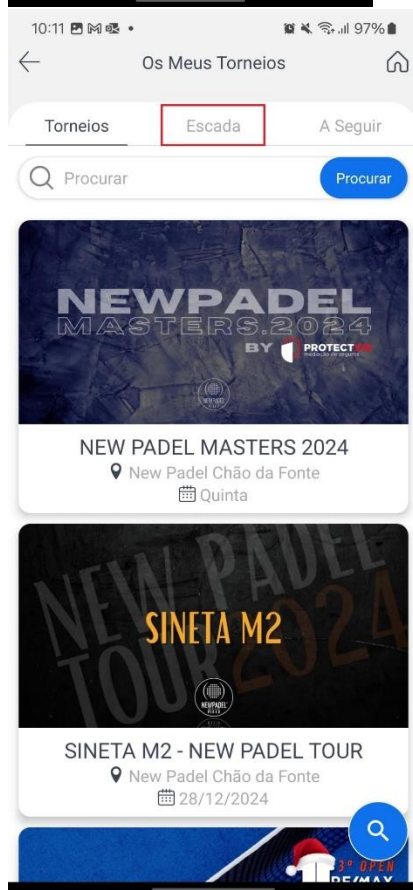 10:11
97%
Os Meus Torneios
Torneios
Escada
A Seguir
Procurar
Procurar
NEWPADEL
MASTERS.2024
BY PROTECT
NEW PADEL MASTERS 2024
New Padel Chão da Fonte
Quinta
NEW PADEL
TOUR 2024
SINETA M2
NEWPADEL
SINETA M2 - NEW PADEL TOUR
New Padel Chão da Fonte
28/12/2024
3º OPEN
RE/MAX